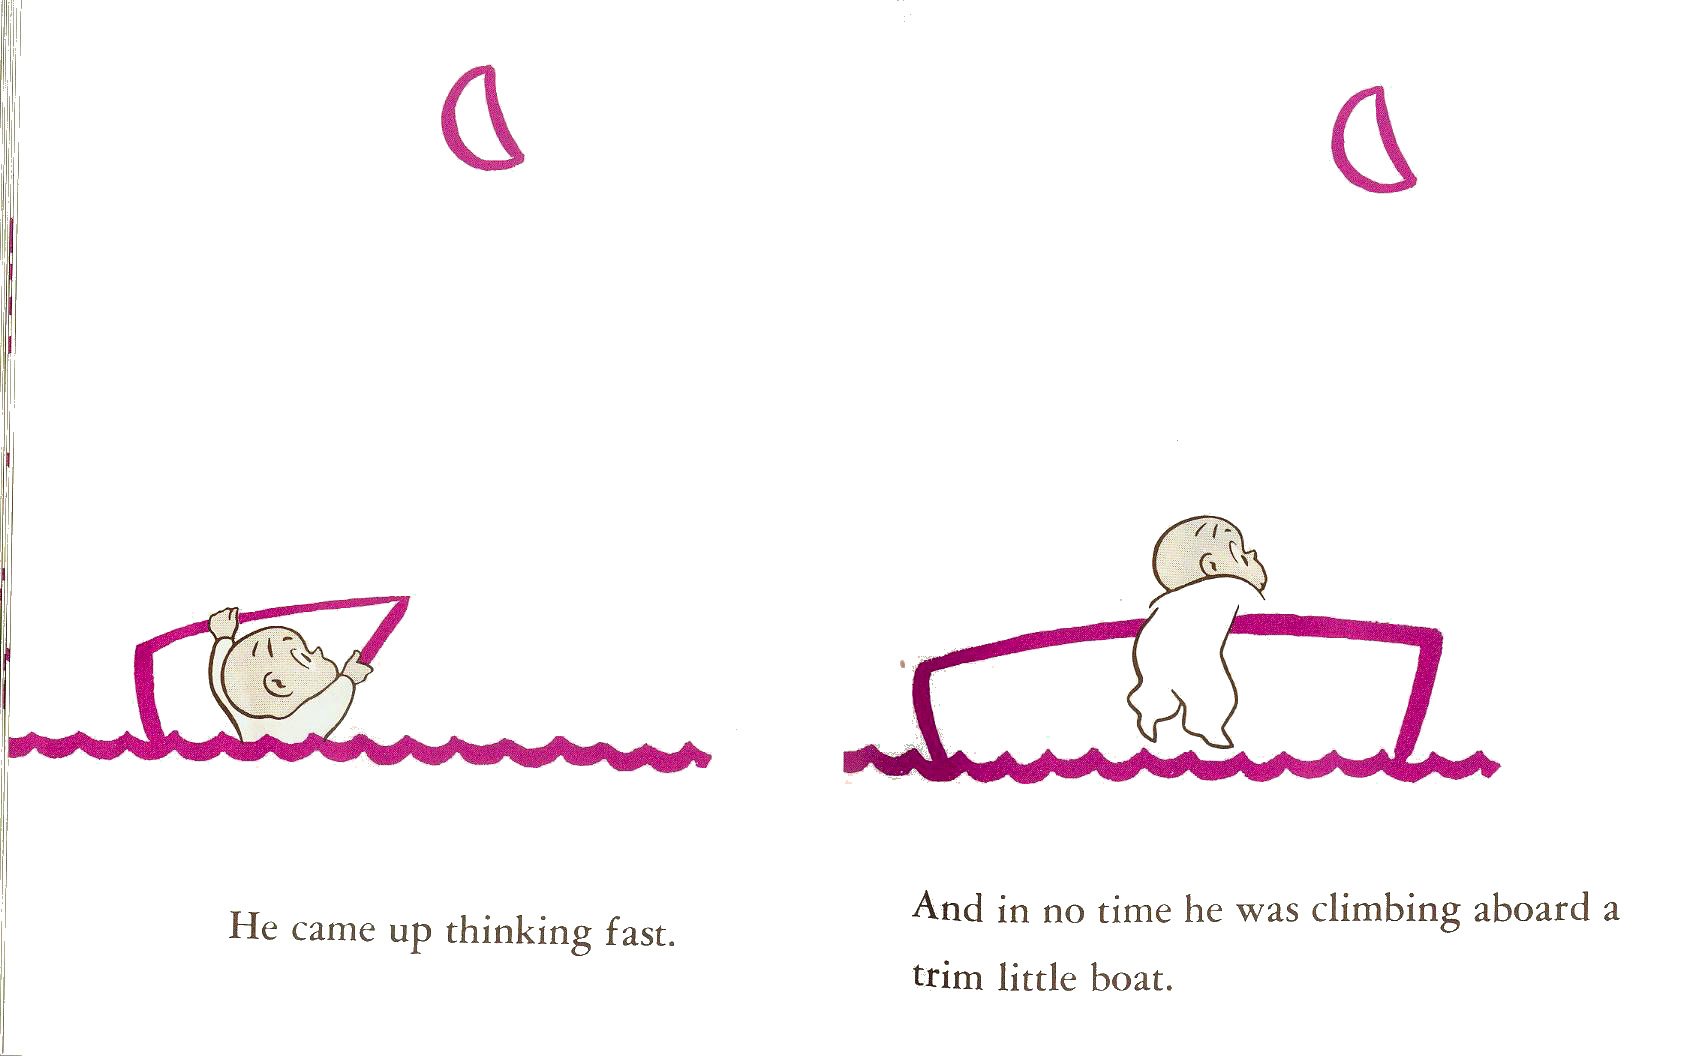 He came up thinking fast.
And in no time he was climbing aboard a
trim little boat.